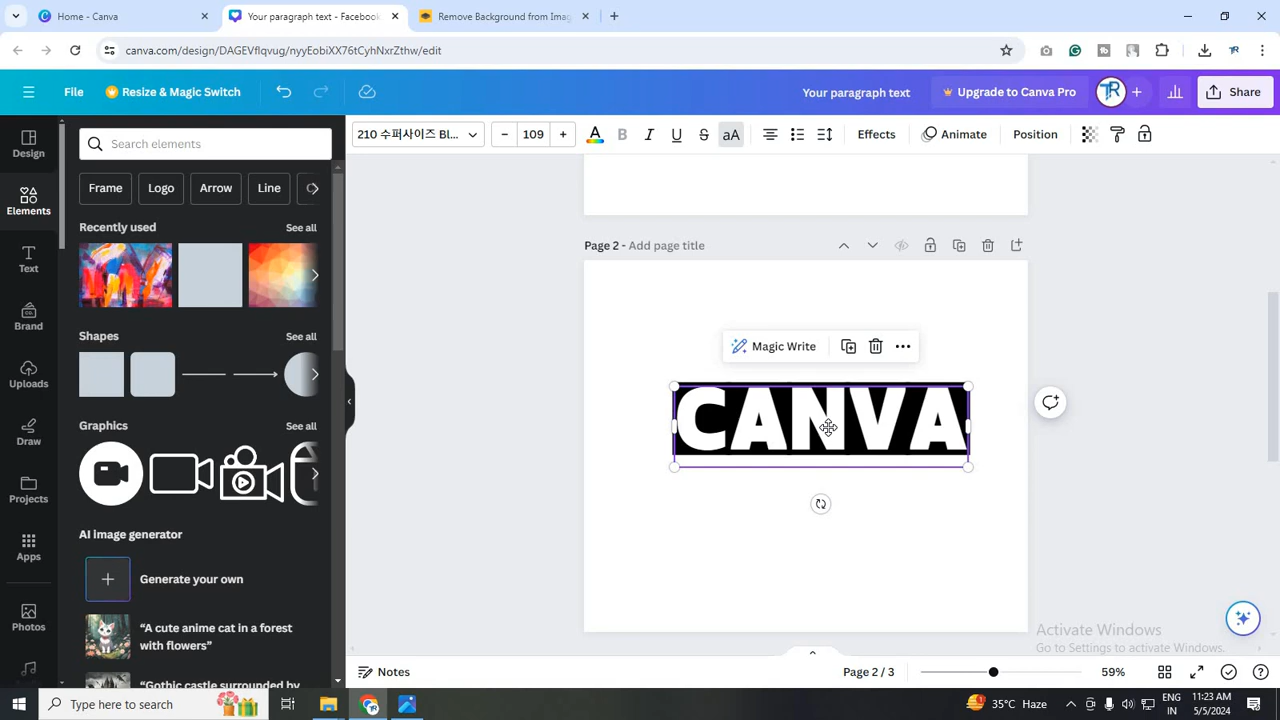 Home - Canva
Your paragraph text - Facebook
Remove Background from Imag
canva.com/design/DAGEVflqvug/nyyEobiXX76tCyhNxrZthw/edit
File
Resize & Magic Switch
Your paragraph text
Upgrade to Canva Pro
Share
Design
Elements
Text
Brand
Uploads
Draw
Projects
Apps
Photos
Search elements
Frame
Logo
Arrow
Line
Recently used
See all
Shapes
See all
Graphics
See all
AI image generator
Generate your own
“A cute anime cat in a forest
with flowers”
“Gothic castle surrounded by
210 수퍼사이즈 Bl...
109
aA
Effects
Animate
Position
Page 2 - Add page title
Magic Write
CANVA
Activate Windows
Go to Settings to activate Windows.
Notes
Page 2 / 3
59%
Type here to search
35°C Haze
ENG
IN
11:23 AM
5/5/2024